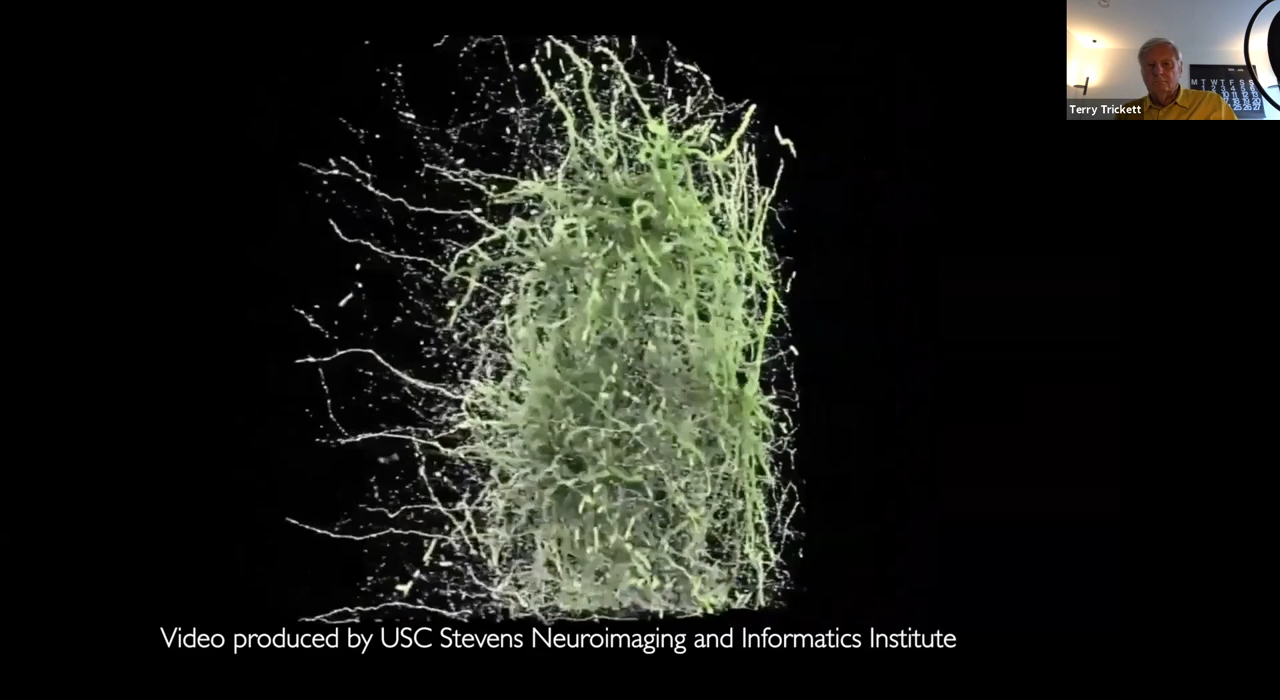 Terry Trickett
M T W T F S S
Video produced by USC Stevens Neuroimaging and Informatics Institute